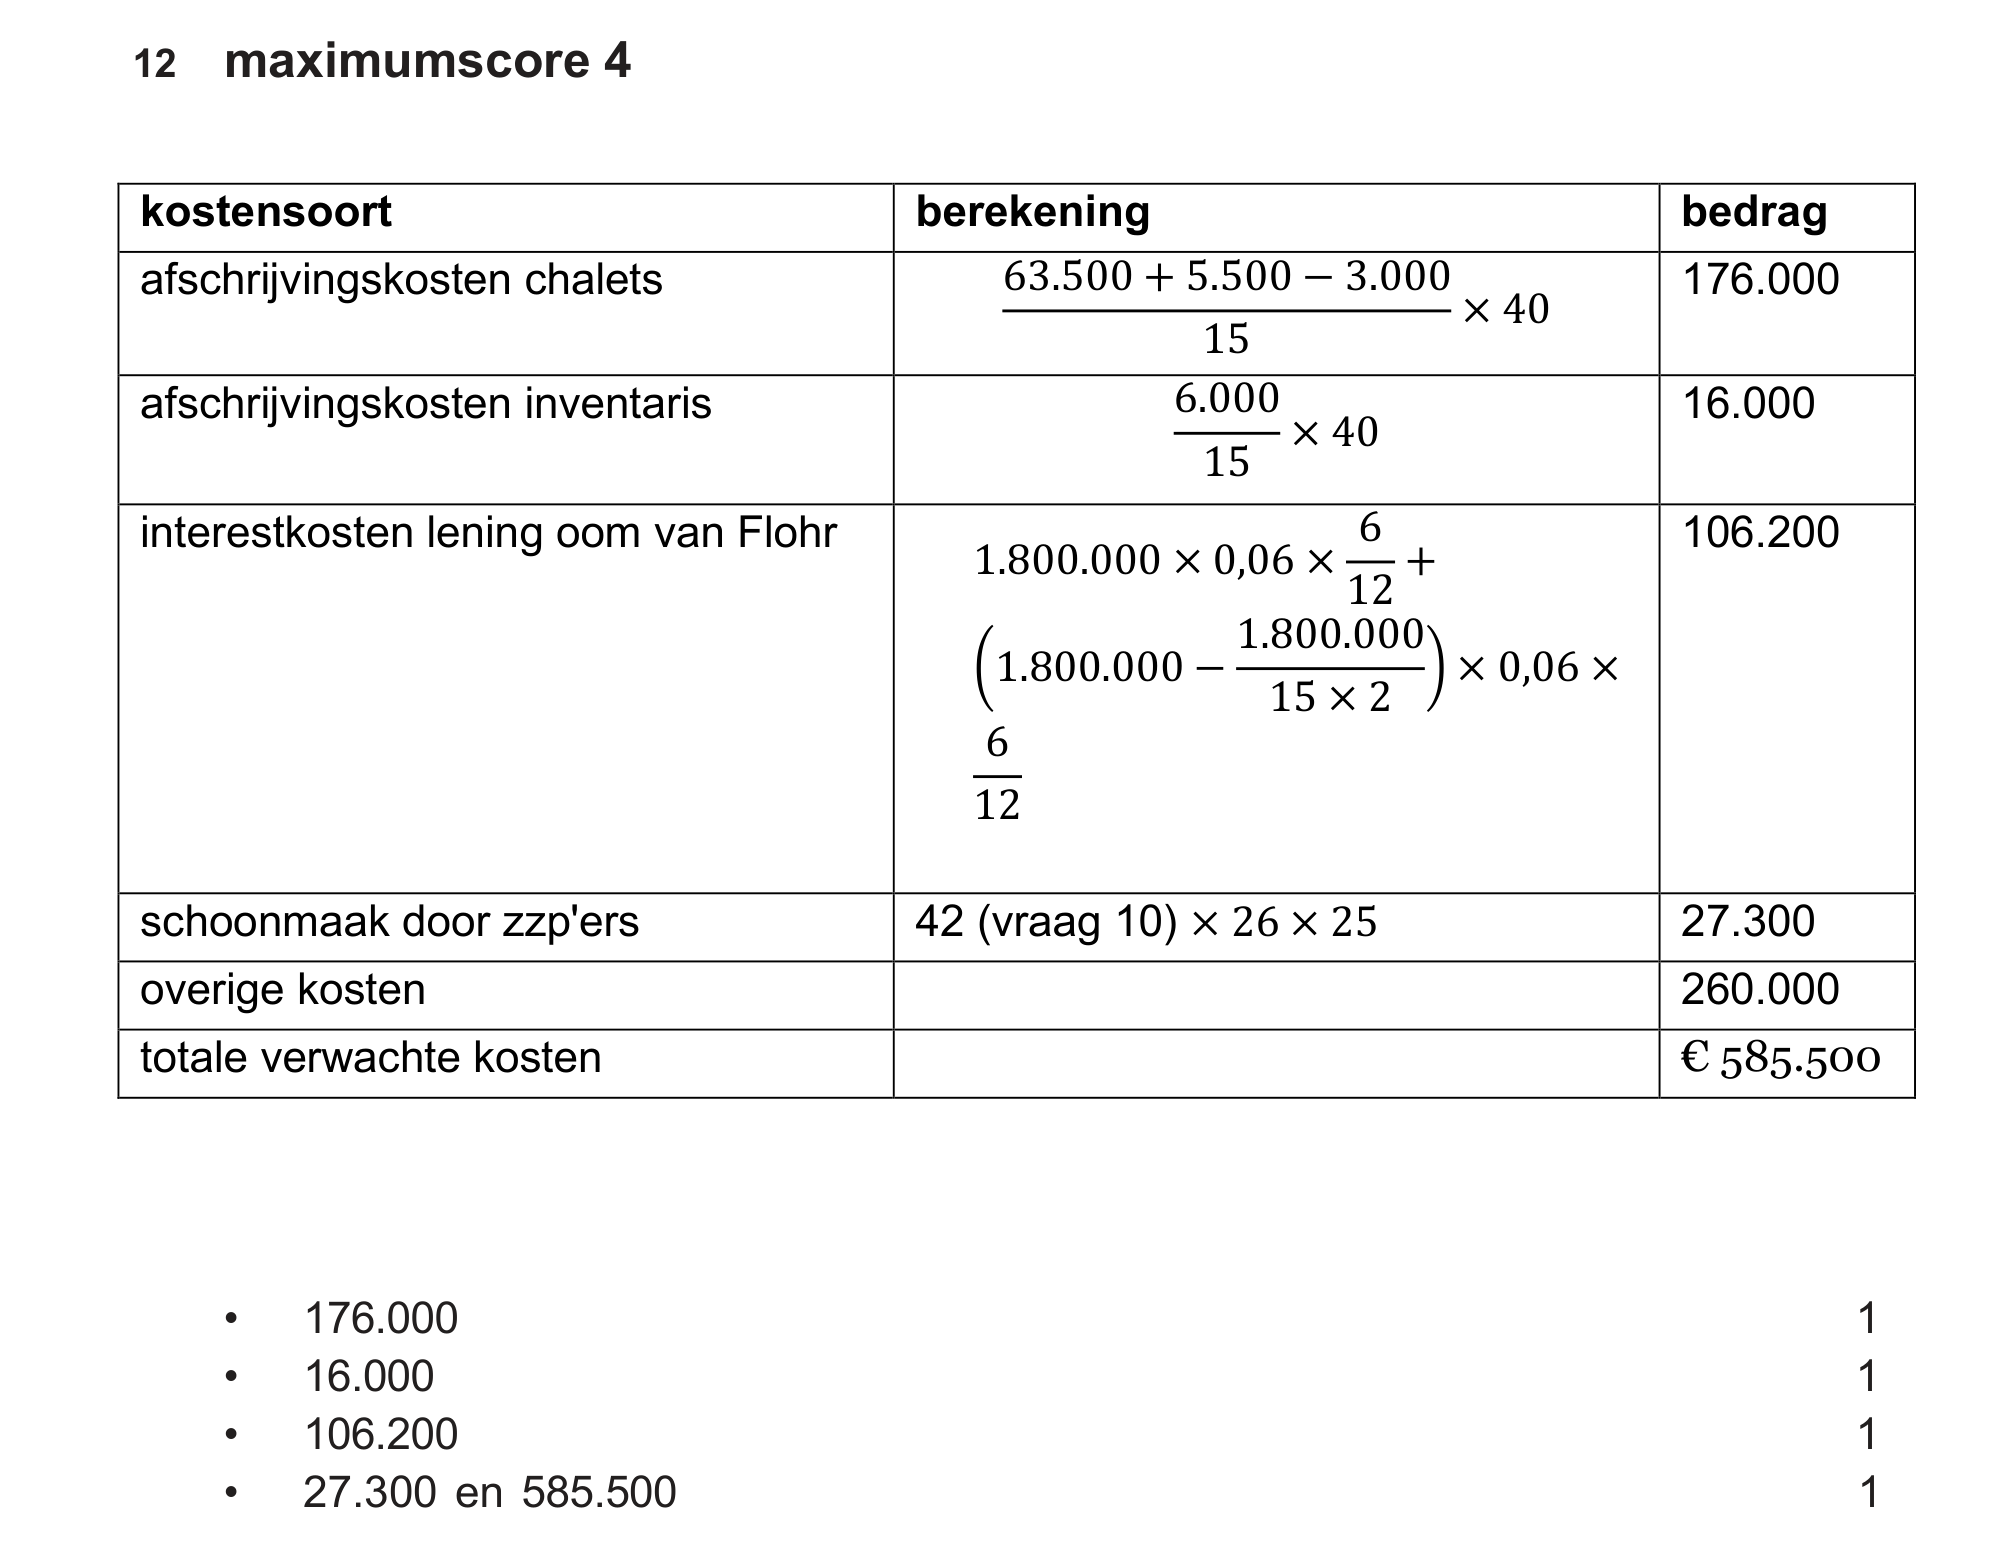 12 maximumscore 4
kostensoort berekening bedrag
afschrijvingskosten chalets (63.500 + 5.500 − 3.000)/15 × 40 176.000
afschrijvingskosten inventaris 6.000/15 × 40 16.000
interestkosten lening oom van Flohr 1.800.000 × 0,06 × 6/12 + 106.200
(1.800.000 − 1.800.000/(15 × 2)) × 0,06 ×
6/12
schoonmaak door zzp'ers 42 (vraag 10) × 26 × 25 27.300
overige kosten 260.000
totale verwachte kosten € 585.500
• 176.000 1
• 16.000 1
• 106.200 1
• 27.300 en 585.500 1